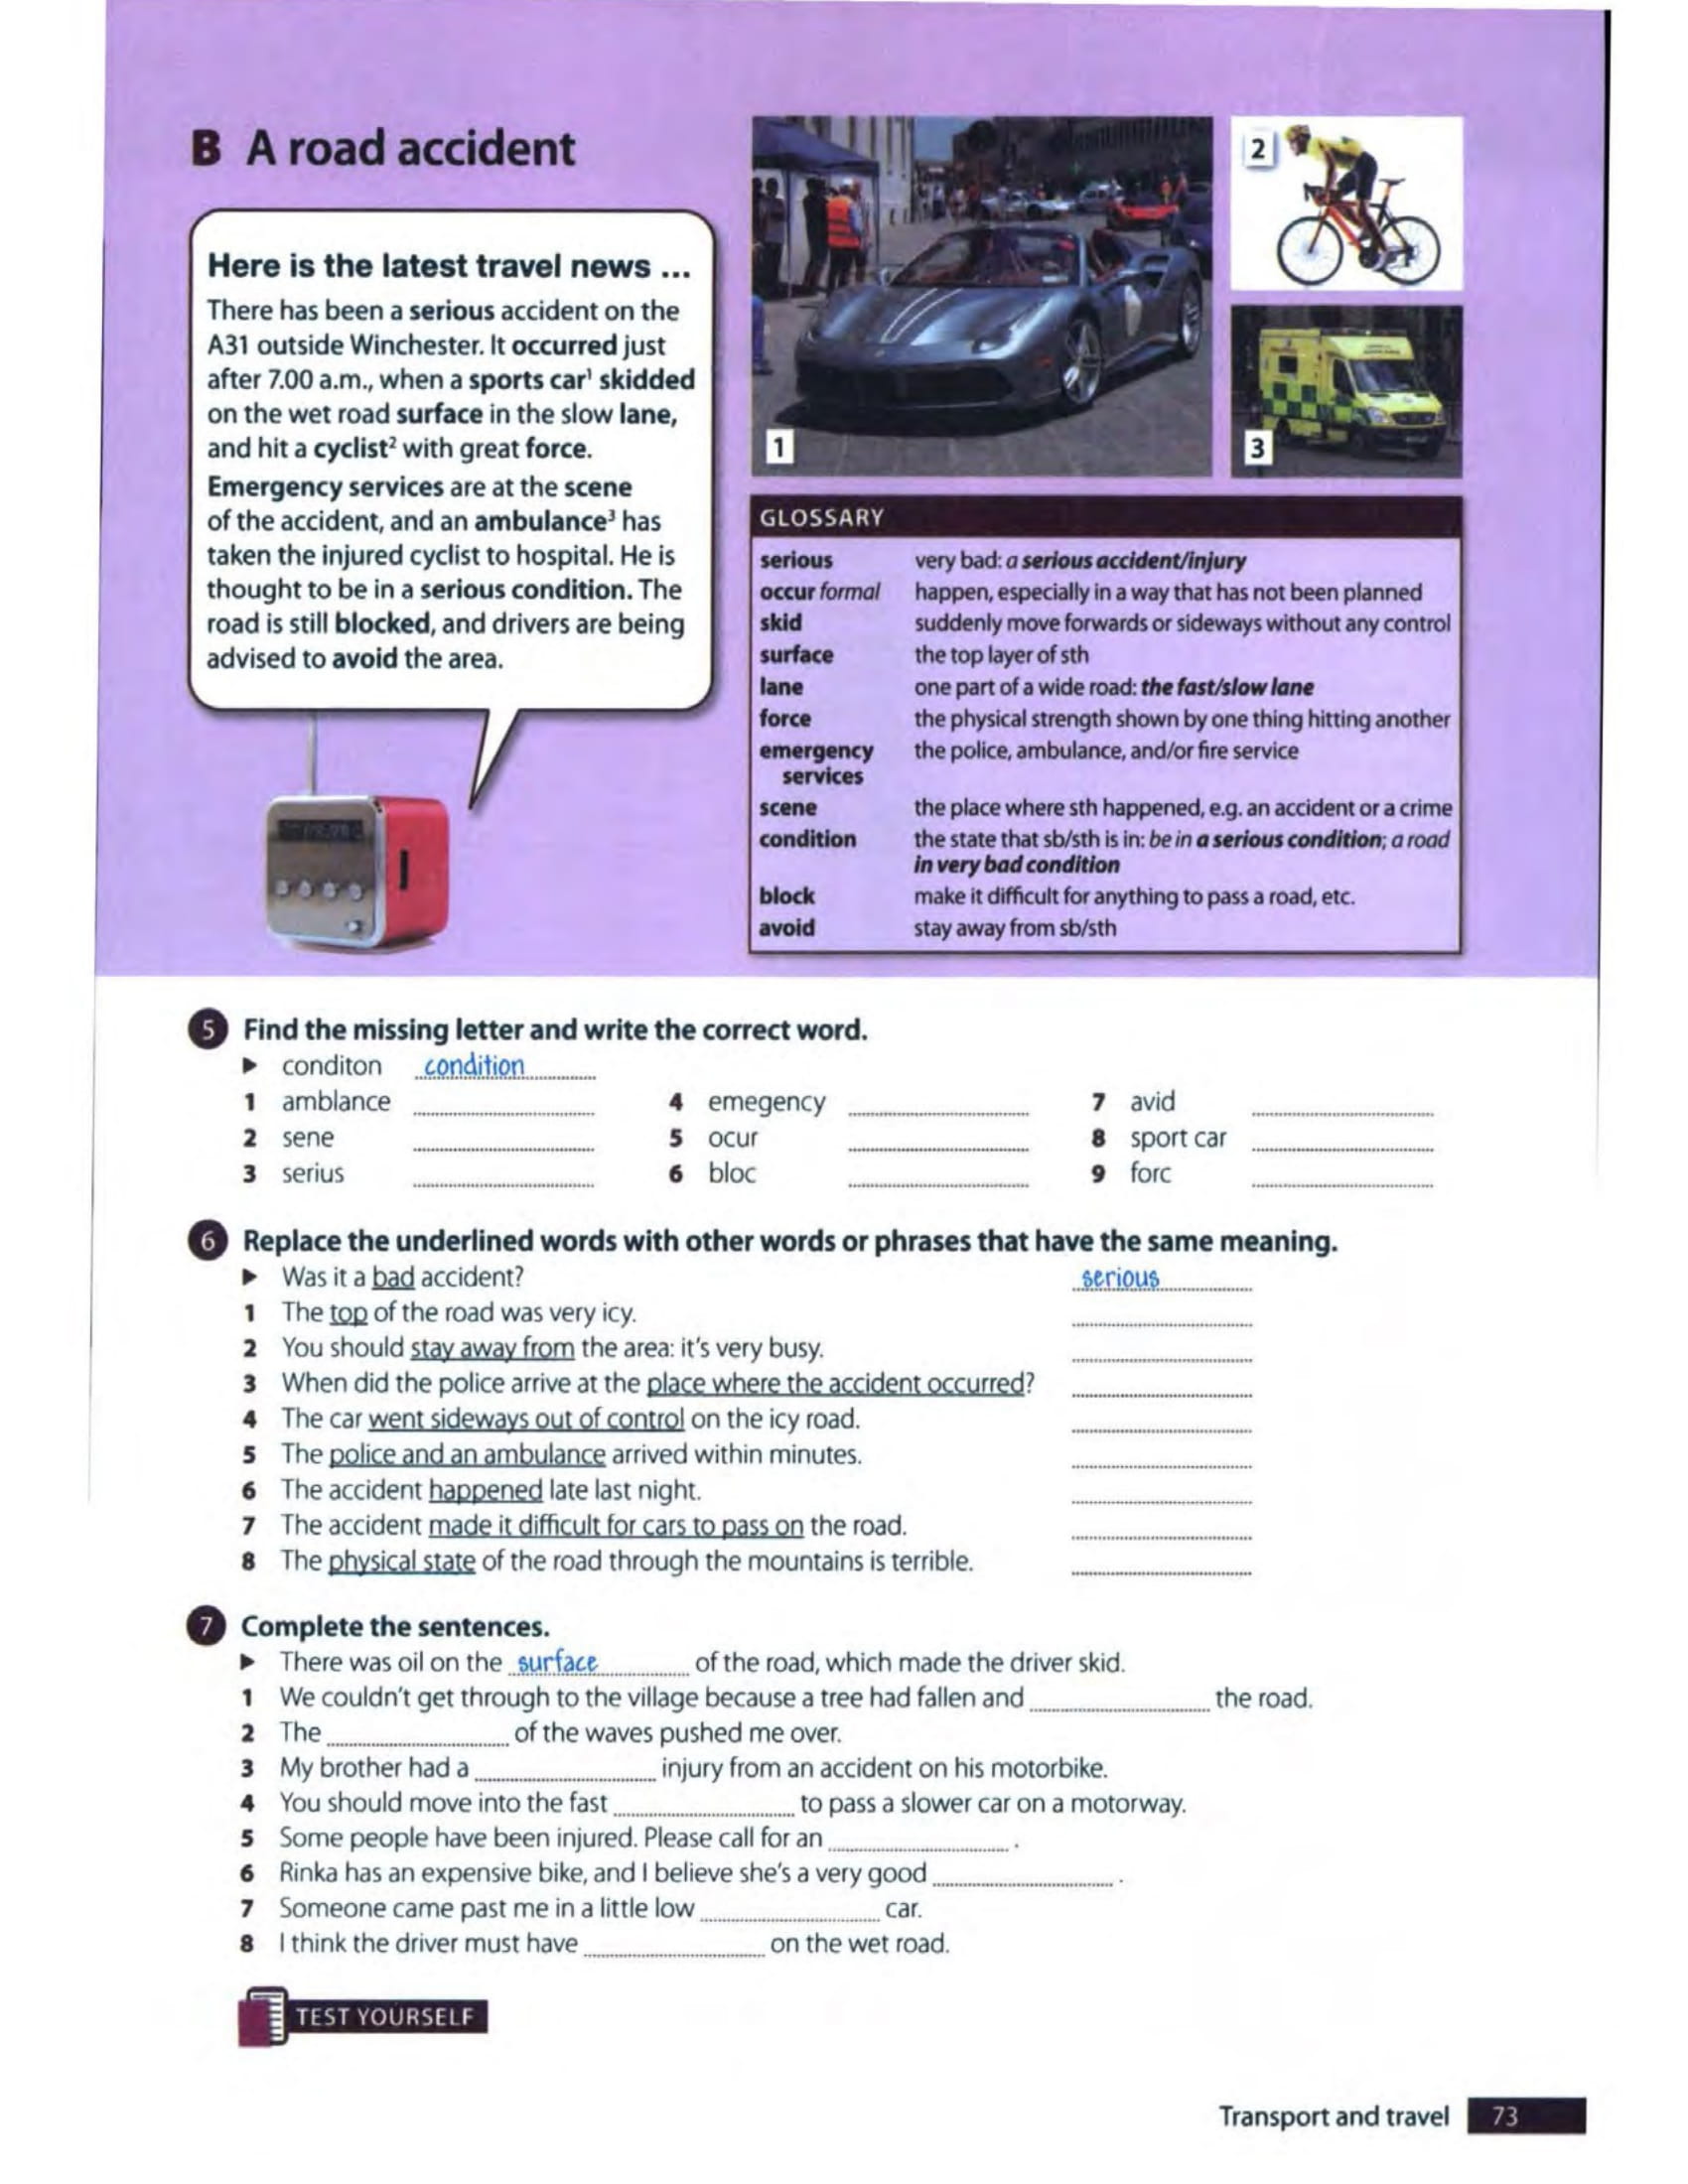 B A road accident
Here is the latest travel news ...
There has been a serious accident on the
A31 outside Winchester. It occurred just
after 7.00 a.m., when a sports car¹ skidded
on the wet road surface in the slow lane,
and hit a cyclist² with great force.
Emergency services are at the scene
of the accident, and an ambulance³ has
taken the injured cyclist to hospital. He is
thought to be in a serious condition. The
road is still blocked, and drivers are being
advised to avoid the area.
1
2
3
GLOSSARY
serious very bad: a serious accident/injury
occur formal happen, especially in a way that has not been planned
skid suddenly move forwards or sideways without any control
surface the top layer of sth
lane one part of a wide road: the fast/slow lane
force the physical strength shown by one thing hitting another
emergency the police, ambulance, and/or fire service
services
scene the place where sth happened, e.g. an accident or a crime
condition the state that sb/sth is in: be in a serious condition; a road
in very bad condition
block make it difficult for anything to pass a road, etc.
avoid stay away from sb/sth
5 Find the missing letter and write the correct word.
▶ conditon condition
1 amblance 4 emegency 7 avid
2 sene 5 ocur 8 sport car
3 serius 6 bloc 9 forc
6 Replace the underlined words with other words or phrases that have the same meaning.
▶ Was it a bad accident? serious
1 The top of the road was very icy.
2 You should stay away from the area: it's very busy.
3 When did the police arrive at the place where the accident occurred?
4 The car went sideways out of control on the icy road.
5 The police and an ambulance arrived within minutes.
6 The accident happened late last night.
7 The accident made it difficult for cars to pass on the road.
8 The physical state of the road through the mountains is terrible.
7 Complete the sentences.
▶ There was oil on the surface of the road, which made the driver skid.
1 We couldn't get through to the village because a tree had fallen and the road.
2 The of the waves pushed me over.
3 My brother had a injury from an accident on his motorbike.
4 You should move into the fast to pass a slower car on a motorway.
5 Some people have been injured. Please call for an .
6 Rinka has an expensive bike, and I believe she's a very good .
7 Someone came past me in a little low car.
8 I think the driver must have on the wet road.
TEST YOURSELF
Transport and travel 73